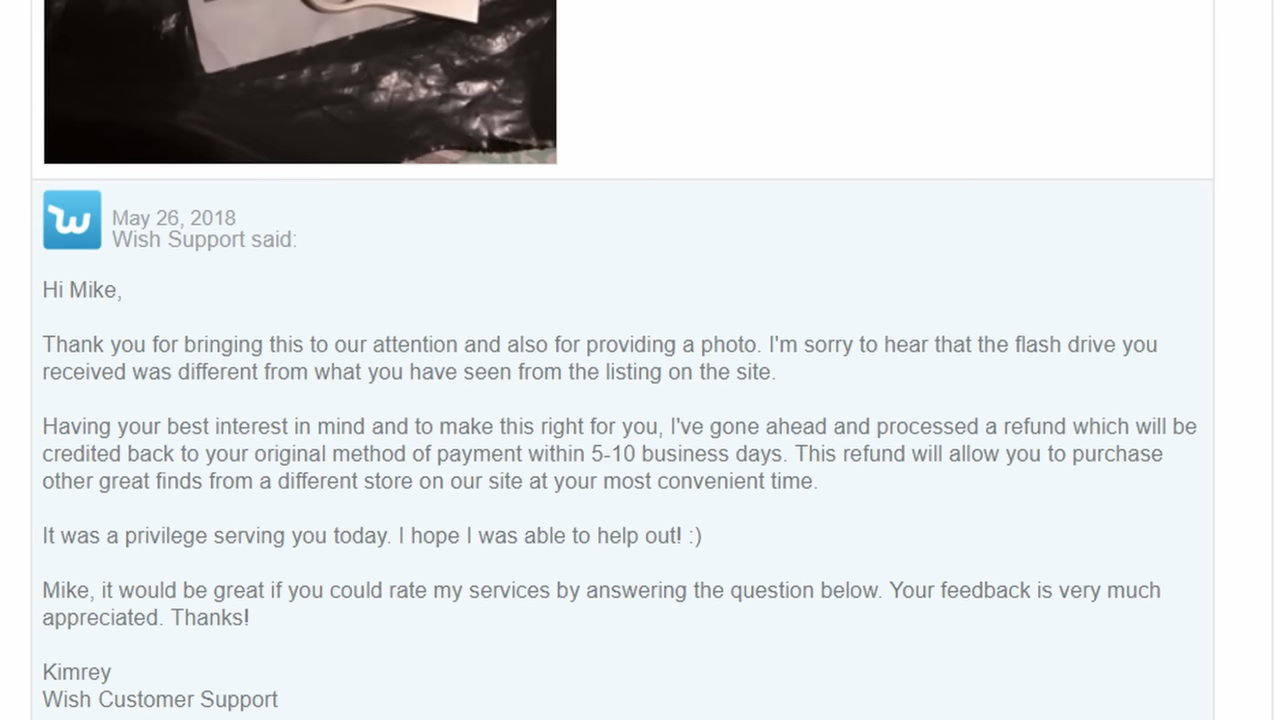 May 26, 2018
Wish Support said:
Hi Mike,
Thank you for bringing this to our attention and also for providing a photo. I'm sorry to hear that the flash drive you
received was different from what you have seen from the listing on the site.
Having your best interest in mind and to make this right for you, I've gone ahead and processed a refund which will be
credited back to your original method of payment within 5-10 business days. This refund will allow you to purchase
other great finds from a different store on our site at your most convenient time.
It was a privilege serving you today. I hope I was able to help out! :)
Mike, it would be great if you could rate my services by answering the question below. Your feedback is very much
appreciated. Thanks!
Kimrey
Wish Customer Support